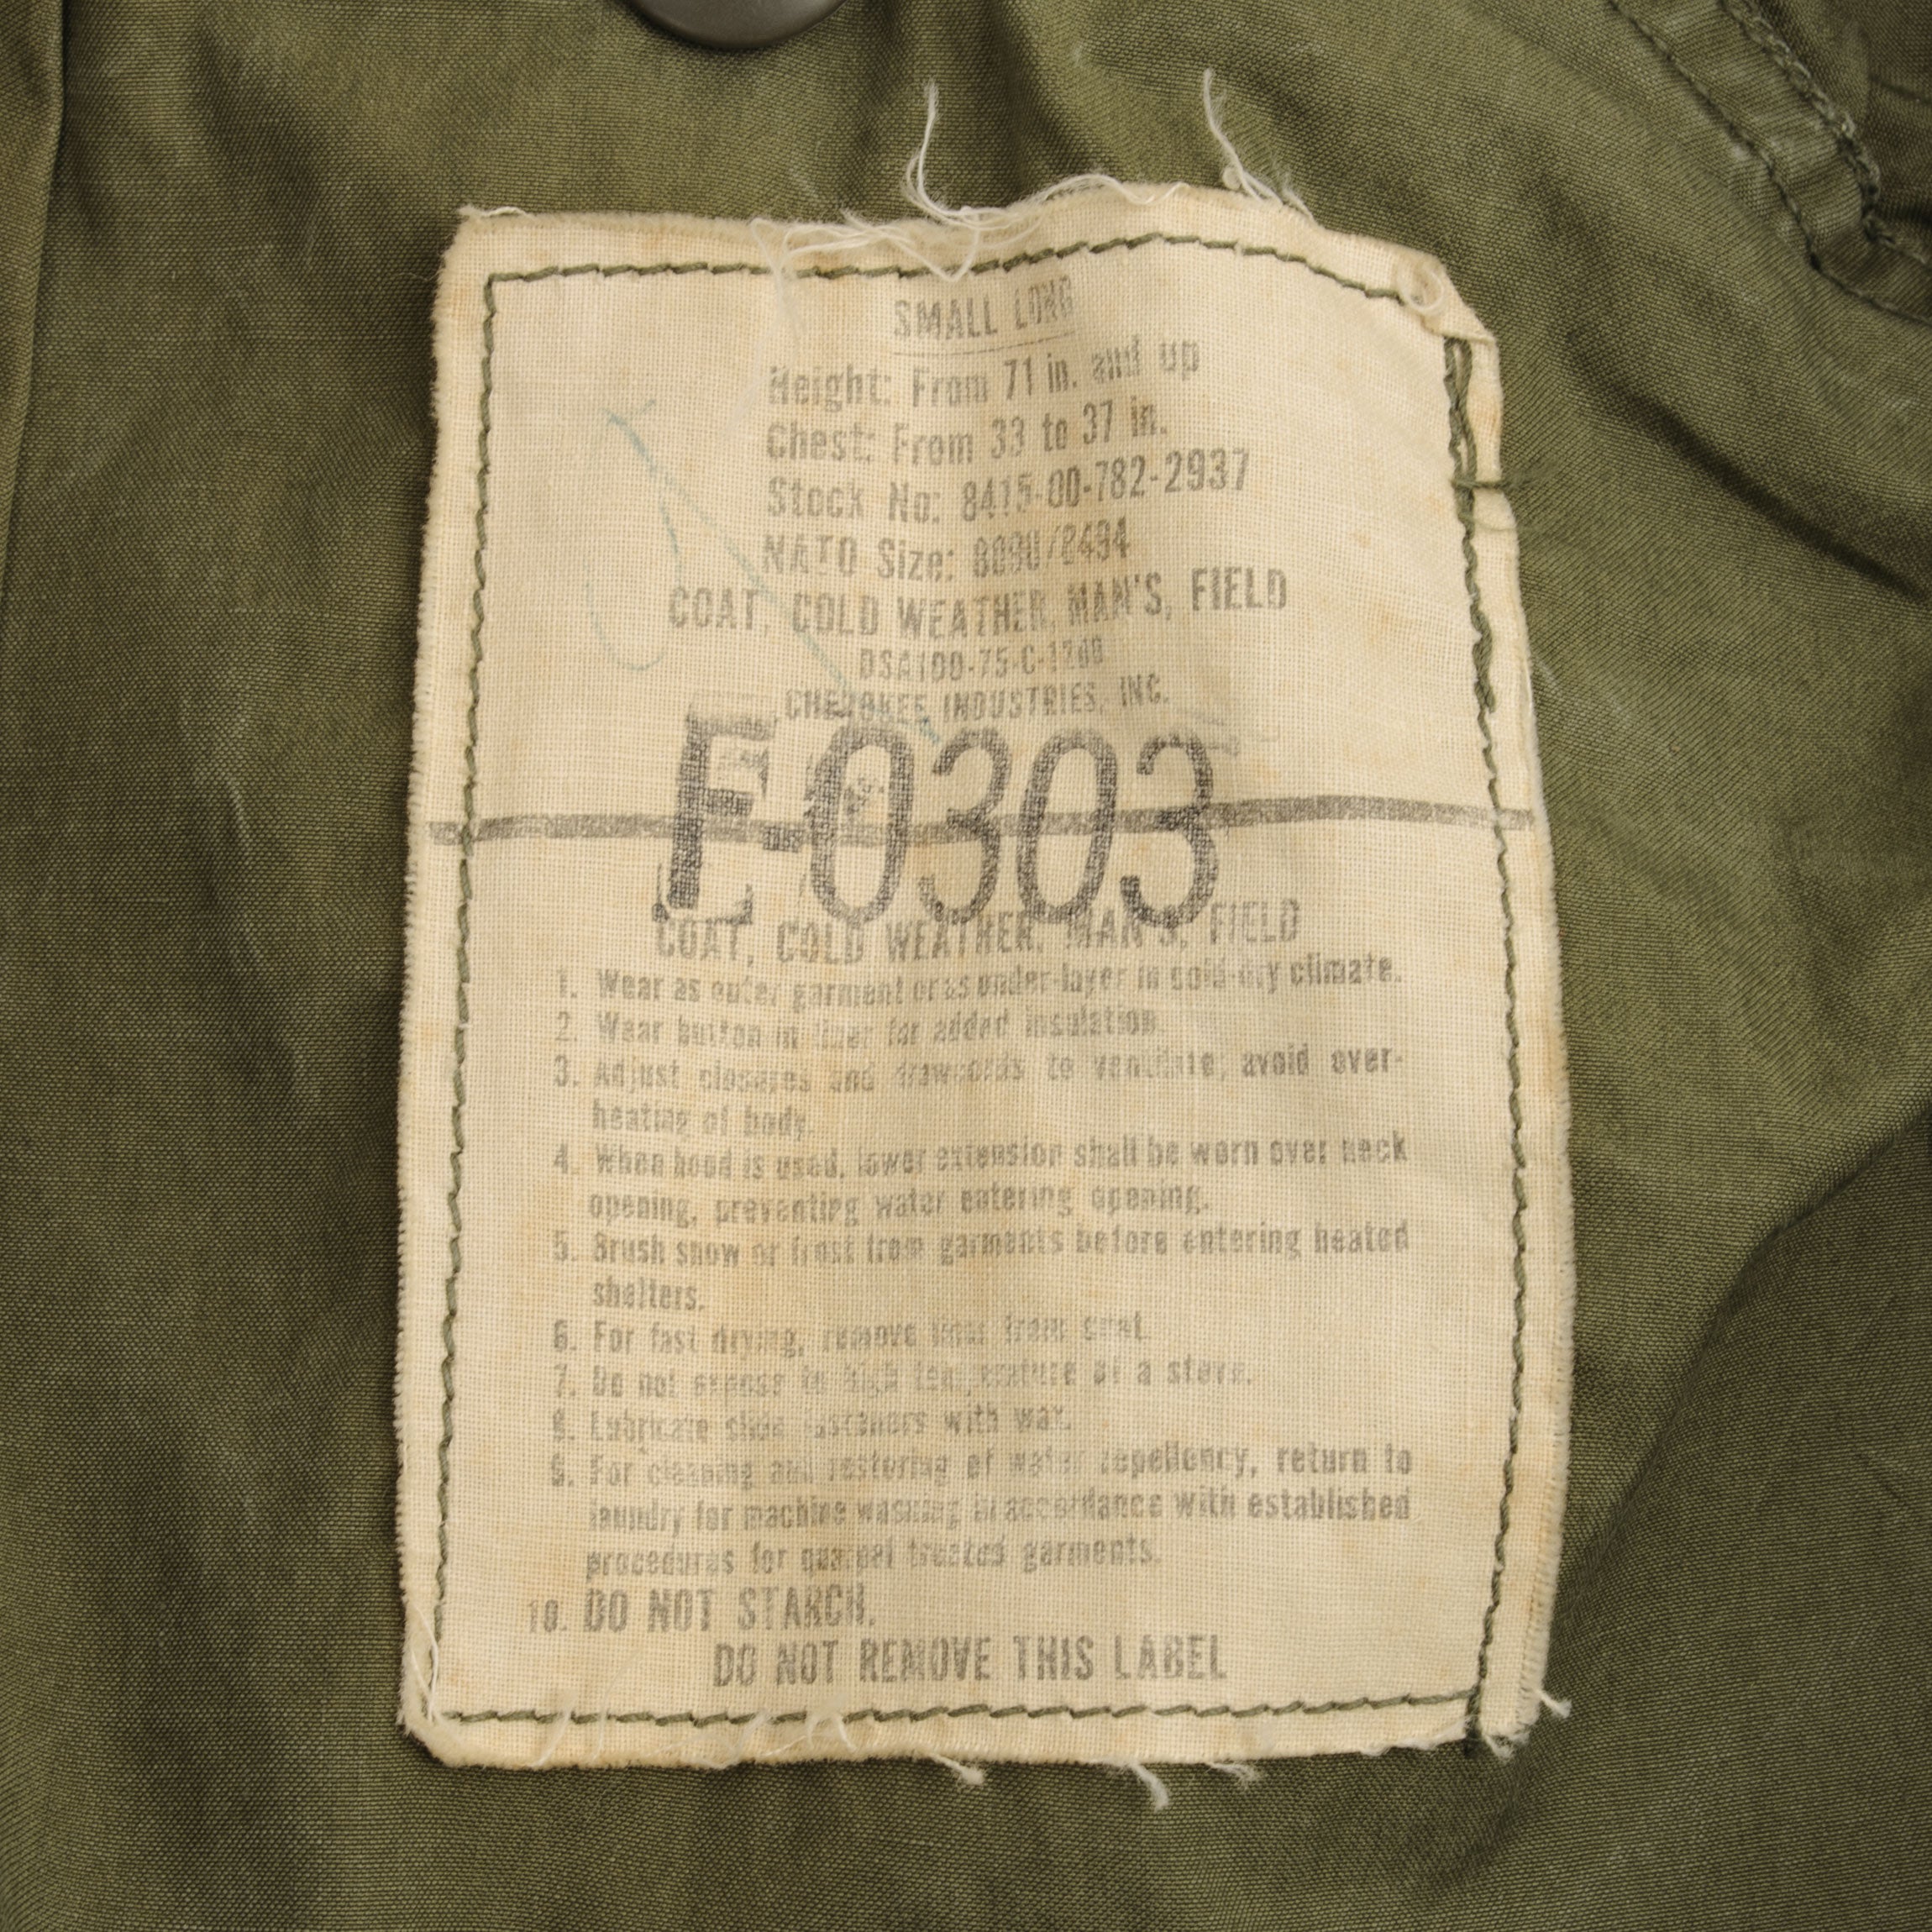 SMALL LONG
Height: From 71 in. and up
Chest: From 33 to 37 in.
Stock No: 8415-00-782-2937
NATO Size:
COAT, COLD WEATHER, MAN'S, FIELD
CHEROKEE INDUSTRIES, INC.
E-0303
COAT, COLD WEATHER, MAN'S, FIELD
1. Wear as outer garment or as under-layer in cold-dry climate.
2. Wear button in liner for added insulation.
3. Adjust closures and drawcords to ventilate; avoid over-
heating of body.
4. When hood is used, lower extension shall be worn over neck
opening, preventing water entering opening.
5. Brush snow or frost from garments before entering heated
shelters.
6. For fast drying, remove liner from coat.
7. Do not expose to high temperature of a stove.
8. Lubricate slide fasteners with wax.
9. For cleaning and restoring of water repellency, return to
laundry for machine washing in accordance with established
procedures for quarpel treated garments.
10. DO NOT STARCH.
DO NOT REMOVE THIS LABEL